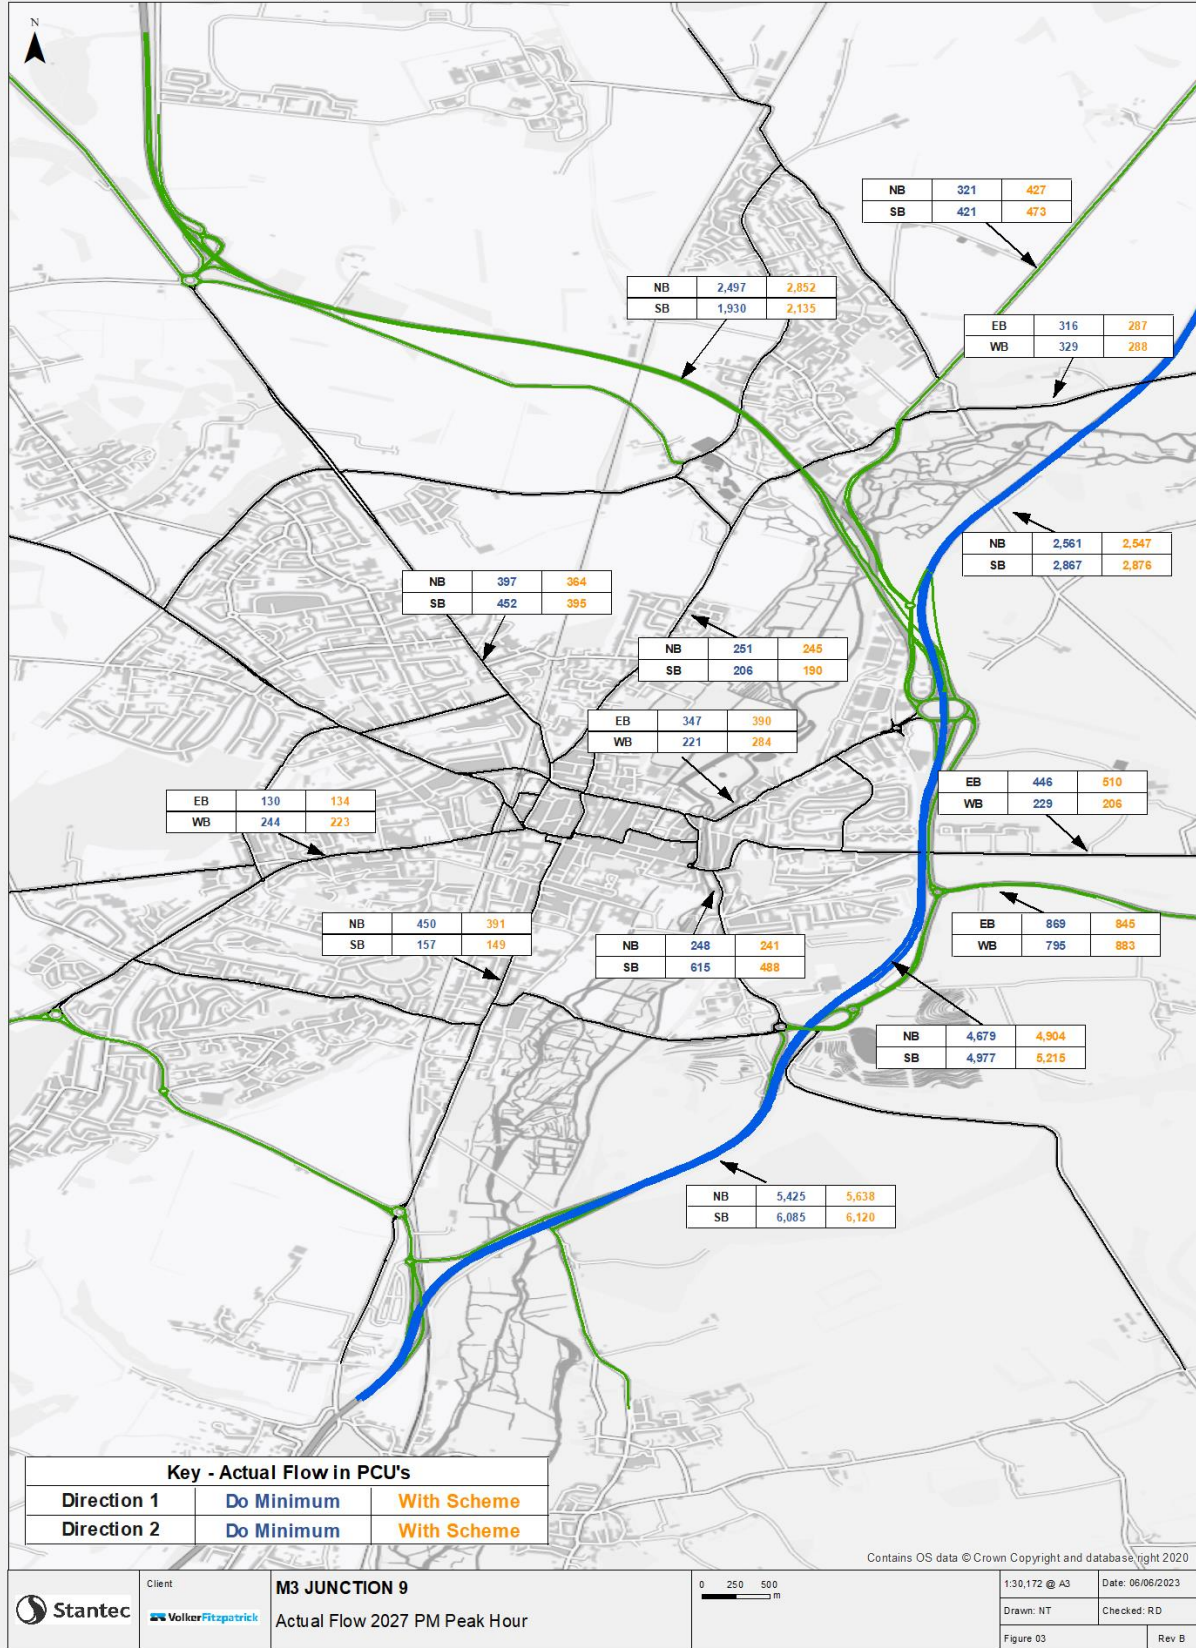 N
NB 321 427
SB 421 473
NB 2,497 2,852
SB 1,930 2,135
EB 316 287
WB 329 288
NB 2,561 2,547
SB 2,867 2,876
NB 397 364
SB 452 395
NB 251 245
SB 206 190
EB 347 390
WB 221 284
EB 446 510
WB 229 206
EB 130 134
WB 244 223
NB 450 391
SB 157 149
NB 248 241
SB 615 488
EB 869 845
WB 795 883
NB 4,679 4,904
SB 4,977 5,215
NB 5,425 5,638
SB 6,085 6,120
Key - Actual Flow in PCU's
Direction 1 Do Minimum With Scheme
Direction 2 Do Minimum With Scheme
Contains OS data © Crown Copyright and database right 2020
Stantec
Client
VolkerFitzpatrick
M3 JUNCTION 9
Actual Flow 2027 PM Peak Hour
0 250 500
m
1:30,172 @ A3 Date: 06/06/2023
Drawn: NT Checked: RD
Figure 03 Rev B